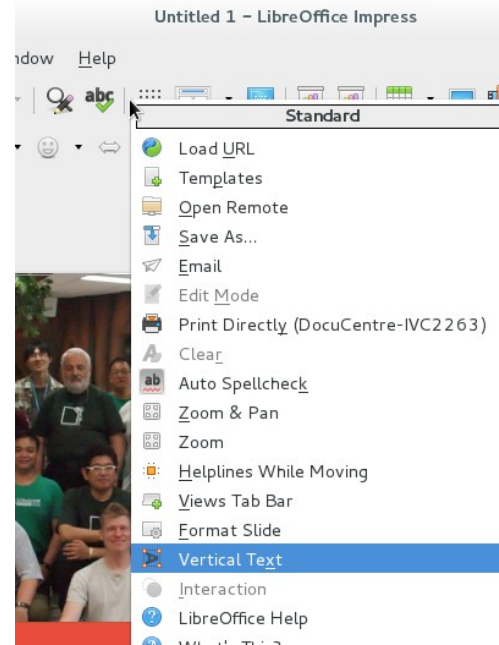 Untitled 1 – LibreOffice Impress
ndow Help
abc
Standard
Load URL
Templates
Open Remote
Save As...
Email
Edit Mode
Print Directly (DocuCentre-IVC2263)
Clear
ab
Auto Spellcheck
Zoom & Pan
Zoom
Helplines While Moving
Views Tab Bar
Format Slide
Vertical Text
Interaction
LibreOffice Help
What's This?